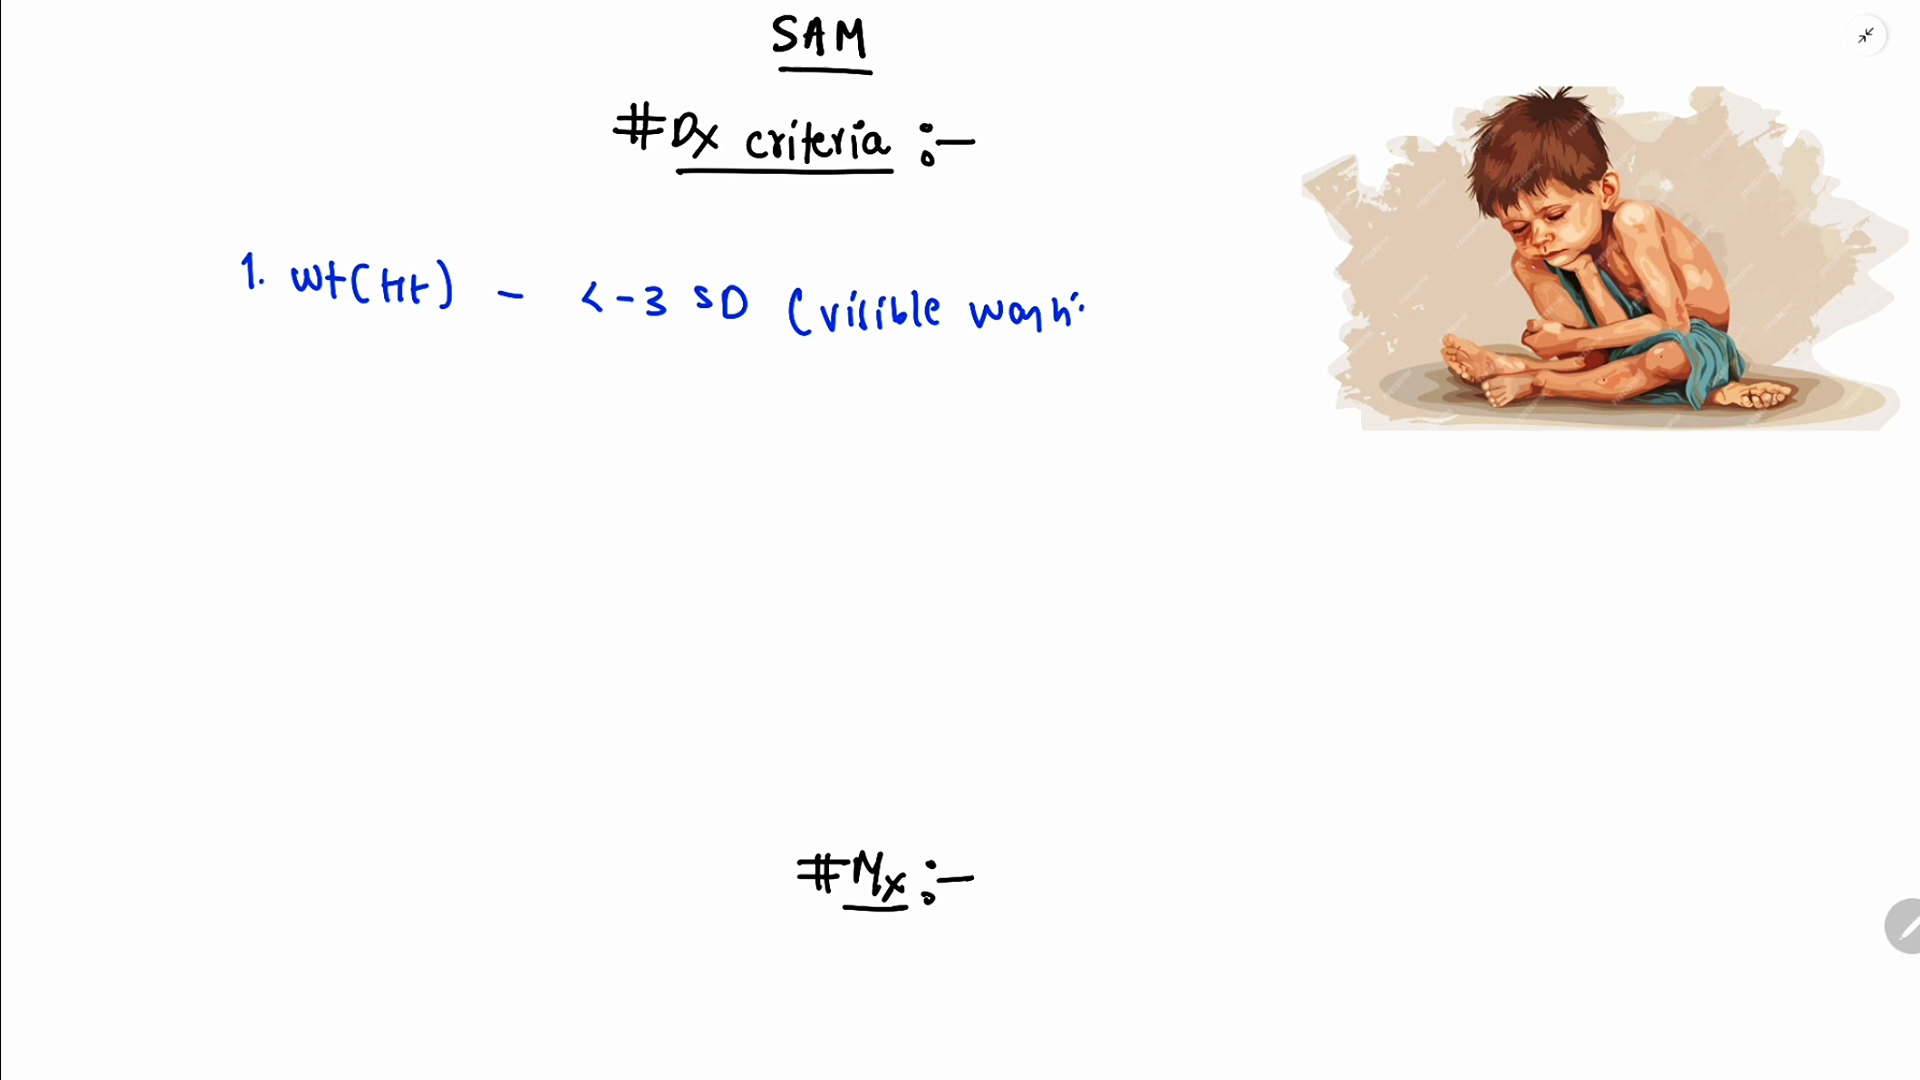 SAM
#Dx criteria :-
1. wt(Ht) - <-3 SD (visible
#Mx :-